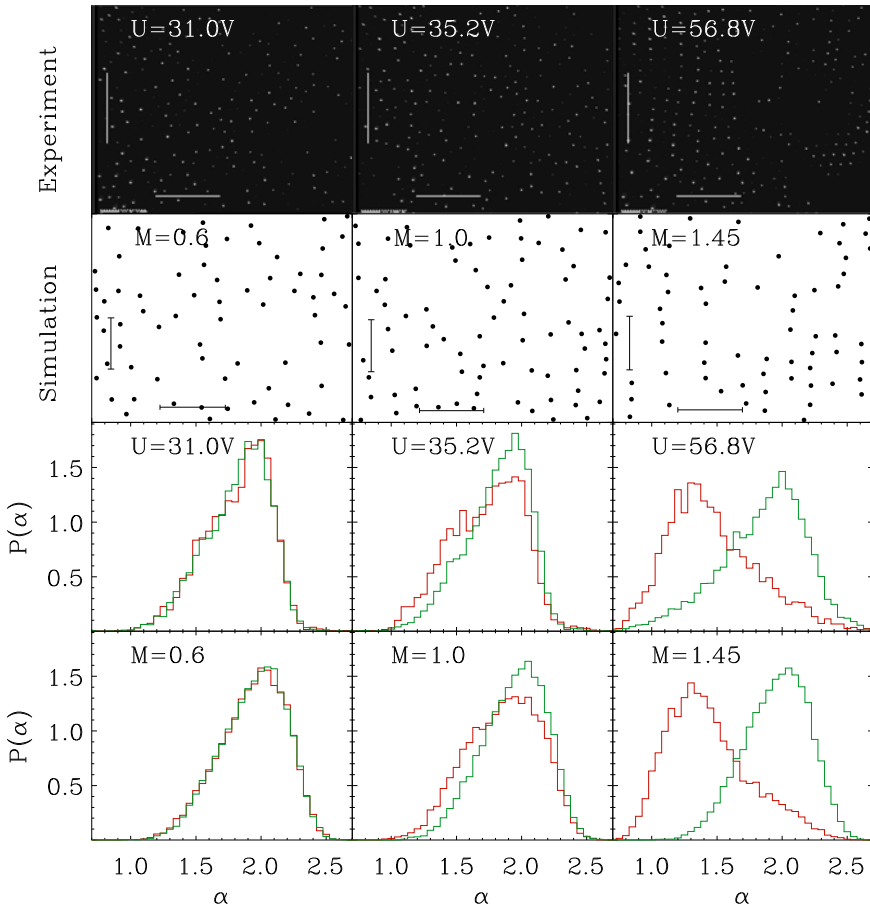 Experiment
U=31.0V
U=35.2V
U=56.8V
Simulation
M=0.6
M=1.0
M=1.45
P(α)
1.5
1.0
0.5
U=31.0V
U=35.2V
U=56.8V
P(α)
1.5
1.0
0.5
M=0.6
M=1.0
M=1.45
1.0 1.5 2.0 2.5
1.0 1.5 2.0 2.5
1.0 1.5 2.0 2.5
α
α
α